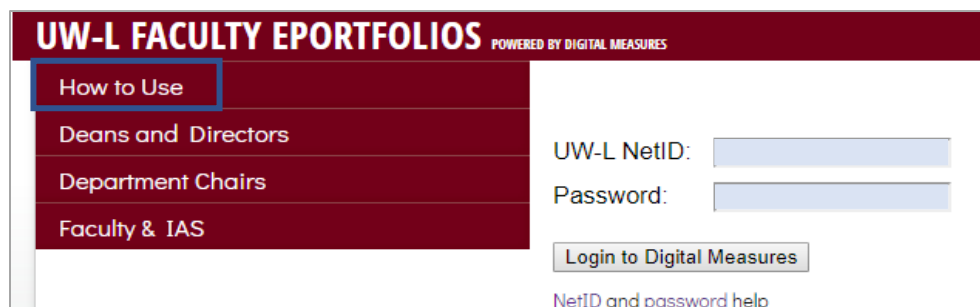 UW-L FACULTY EPORTFOLIOS POWERED BY DIGITAL MEASURES
How to Use
Deans and Directors
Department Chairs
Faculty & IAS
UW-L NetID:
Password:
Login to Digital Measures
NetID and password help